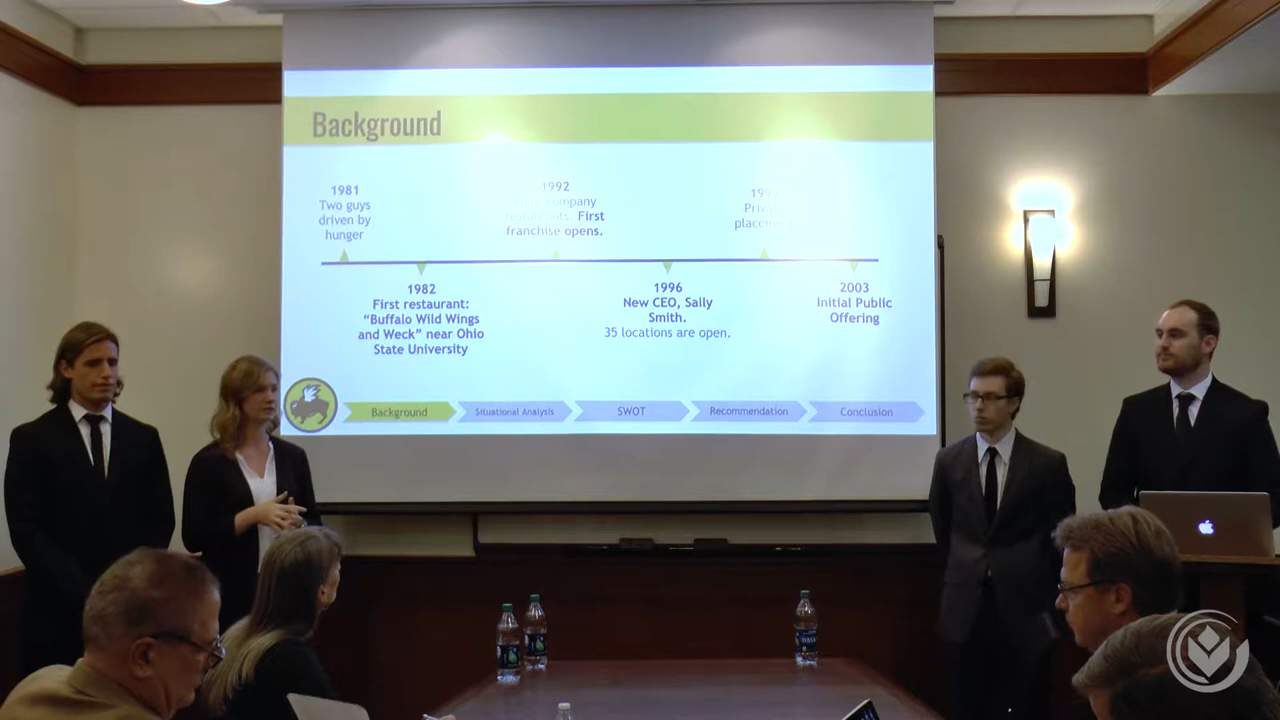 Background
1981
Two guys
driven by
hunger
1992
company
restaurants. First
franchise opens.
1982
First restaurant:
“Buffalo Wild Wings
and Weck” near Ohio
State University
1996
New CEO, Sally
Smith.
35 locations are open.
2003
Initial Public
Offering
Background
Situational Analysis
SWOT
Recommendation
Conclusion